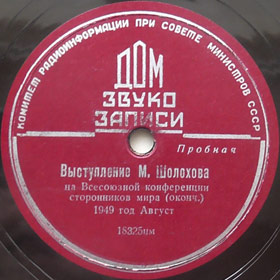 КОМИТЕТ РАДИОИНФОРМАЦИИ ПРИ СОВЕТЕ МИНИСТРОВ СССР
ДОМ
ЗВУКО
ЗАПИСИ
Пробная
Выступление М. Шолохова
на Всесоюзной конференции
сторонников мира (оконч.)
1949 год Август
18325цм